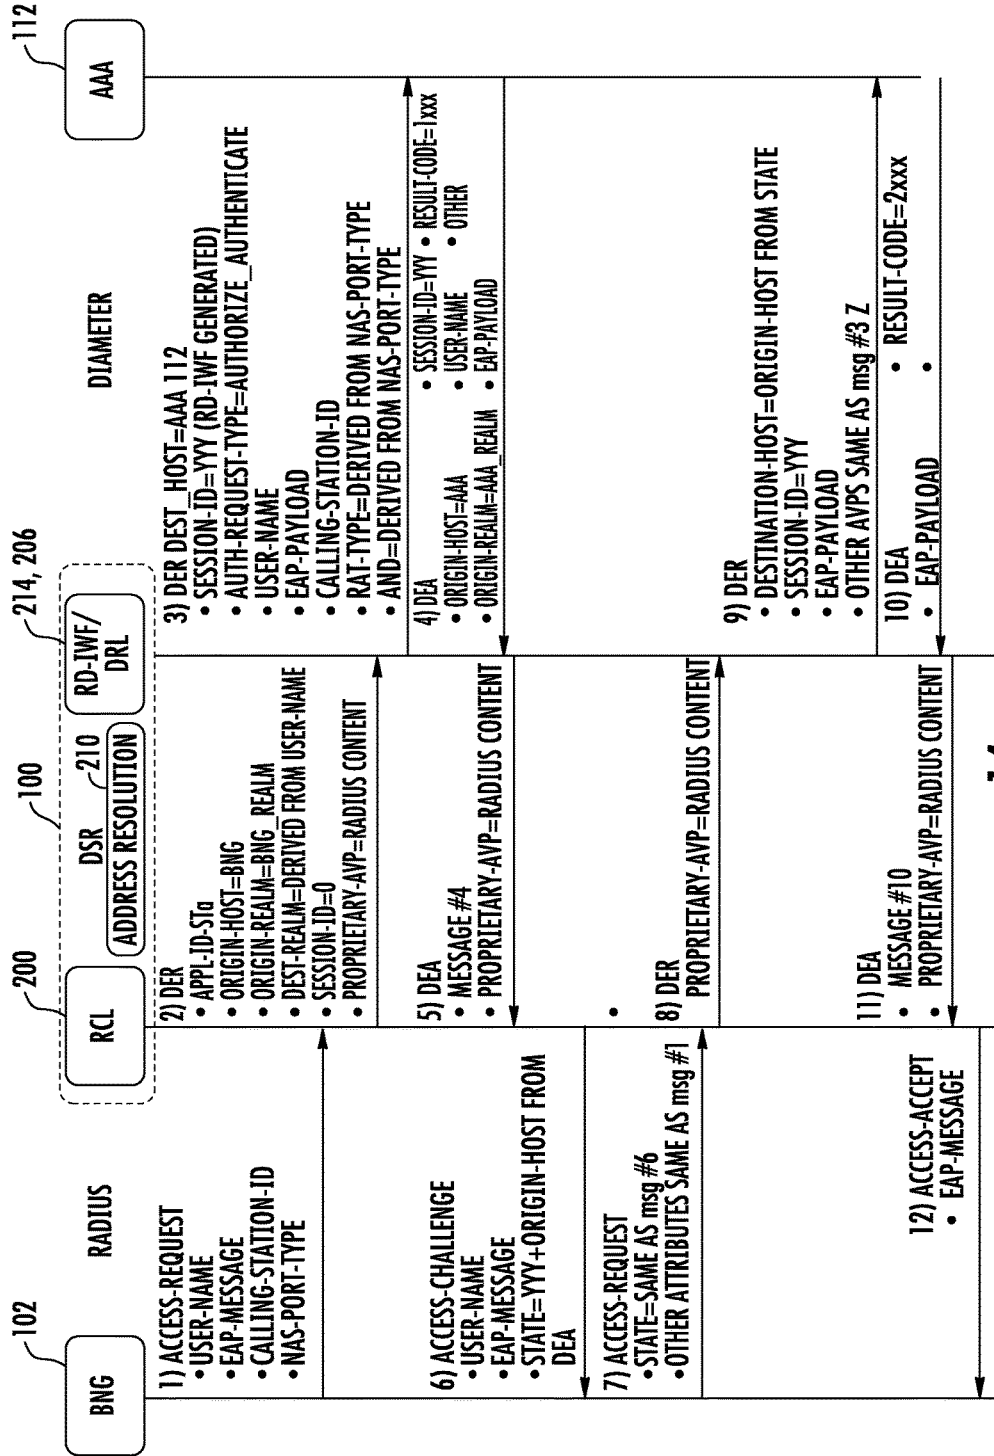 102
BNG
RADIUS
100
200
RCL
DSR
210
ADDRESS RESOLUTION
214, 206
RD-IWF/
DRL
DIAMETER
112
AAA
1) ACCESS-REQUEST
• USER-NAME
• EAP-MESSAGE
• CALLING-STATION-ID
• NAS-PORT-TYPE
2) DER
• APPL-ID-STa
• ORIGIN-HOST=BNG
• ORIGIN-REALM=BNG_REALM
• DEST-REALM=DERIVED FROM USER-NAME
• SESSION-ID=0
• PROPRIETARY-AVP=RADIUS CONTENT
3) DER DEST_HOST=AAA 112
• SESSION-ID=YYY (RD-IWF GENERATED)
• AUTH-REQUEST-TYPE=AUTHORIZE_AUTHENTICATE
• USER-NAME
• EAP-PAYLOAD
• CALLING-STATION-ID
• RAT-TYPE=DERIVED FROM NAS-PORT-TYPE
• AND=DERIVED FROM NAS-PORT-TYPE
4) DEA
• ORIGIN-HOST=AAA
• ORIGIN-REALM=AAA_REALM
• SESSION-ID=YYY
• USER-NAME
• EAP-PAYLOAD
• RESULT-CODE=1xxx
• OTHER
5) DEA
• MESSAGE #4
• PROPRIETARY-AVP=RADIUS CONTENT
6) ACCESS-CHALLENGE
• USER-NAME
• EAP-MESSAGE
• STATE=YYY+ORIGIN-HOST FROM
DEA
7) ACCESS-REQUEST
• STATE=SAME AS msg #6
• OTHER ATTRIBUTES SAME AS msg #1
•
8) DER
PROPRIETARY-AVP=RADIUS CONTENT
9) DER
• DESTINATION-HOST=ORIGIN-HOST FROM STATE
• SESSION-ID=YYY
• EAP-PAYLOAD
• OTHER AVPS SAME AS msg #3 Z
10) DEA
• EAP-PAYLOAD
• RESULT-CODE=2xxx
•
11) DEA
• MESSAGE #10
• PROPRIETARY-AVP=RADIUS CONTENT
12) ACCESS-ACCEPT
• EAP-MESSAGE